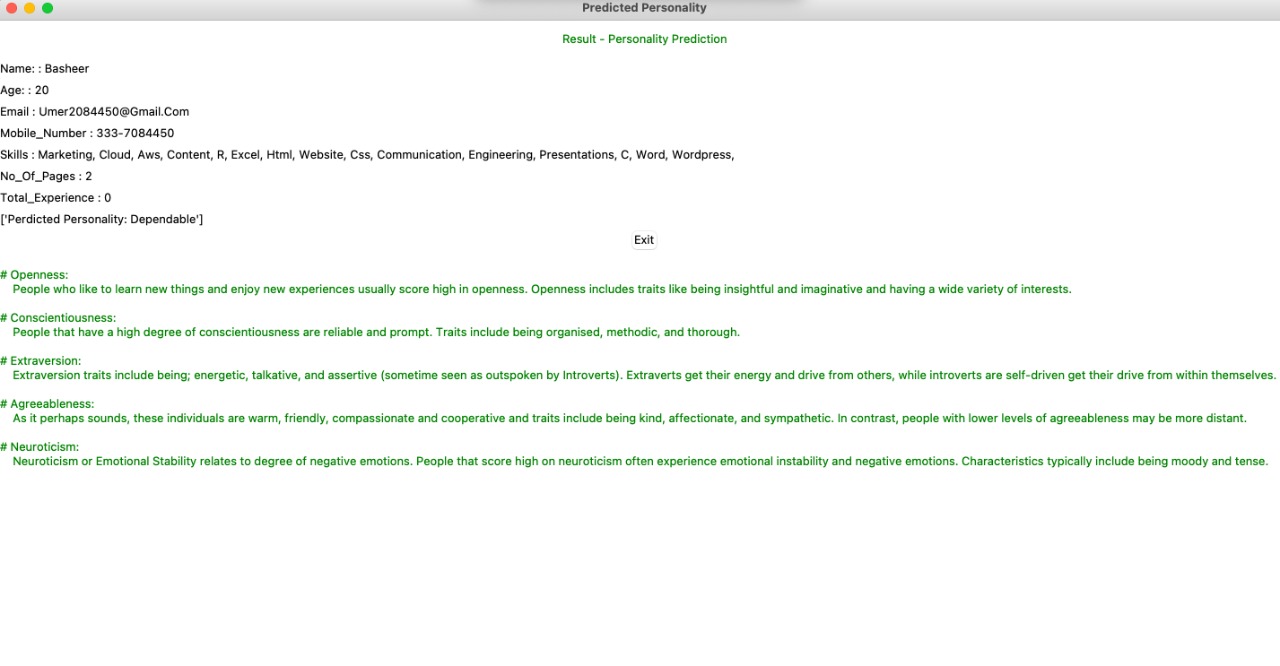 Predicted Personality
Result - Personality Prediction
Name: : Basheer
Age: : 20
Email : Umer2084450@Gmail.Com
Mobile_Number : 333-7084450
Skills : Marketing, Cloud, Aws, Content, R, Excel, Html, Website, Css, Communication, Engineering, Presentations, C, Word, Wordpress,
No_Of_Pages : 2
Total_Experience : 0
['Perdicted Personality: Dependable']
Exit
# Openness:
People who like to learn new things and enjoy new experiences usually score high in openness. Openness includes traits like being insightful and imaginative and having a wide variety of interests.
# Conscientiousness:
People that have a high degree of conscientiousness are reliable and prompt. Traits include being organised, methodic, and thorough.
# Extraversion:
Extraversion traits include being; energetic, talkative, and assertive (sometime seen as outspoken by Introverts). Extraverts get their energy and drive from others, while introverts are self-driven get their drive from within themselves.
# Agreeableness:
As it perhaps sounds, these individuals are warm, friendly, compassionate and cooperative and traits include being kind, affectionate, and sympathetic. In contrast, people with lower levels of agreeableness may be more distant.
# Neuroticism:
Neuroticism or Emotional Stability relates to degree of negative emotions. People that score high on neuroticism often experience emotional instability and negative emotions. Characteristics typically include being moody and tense.